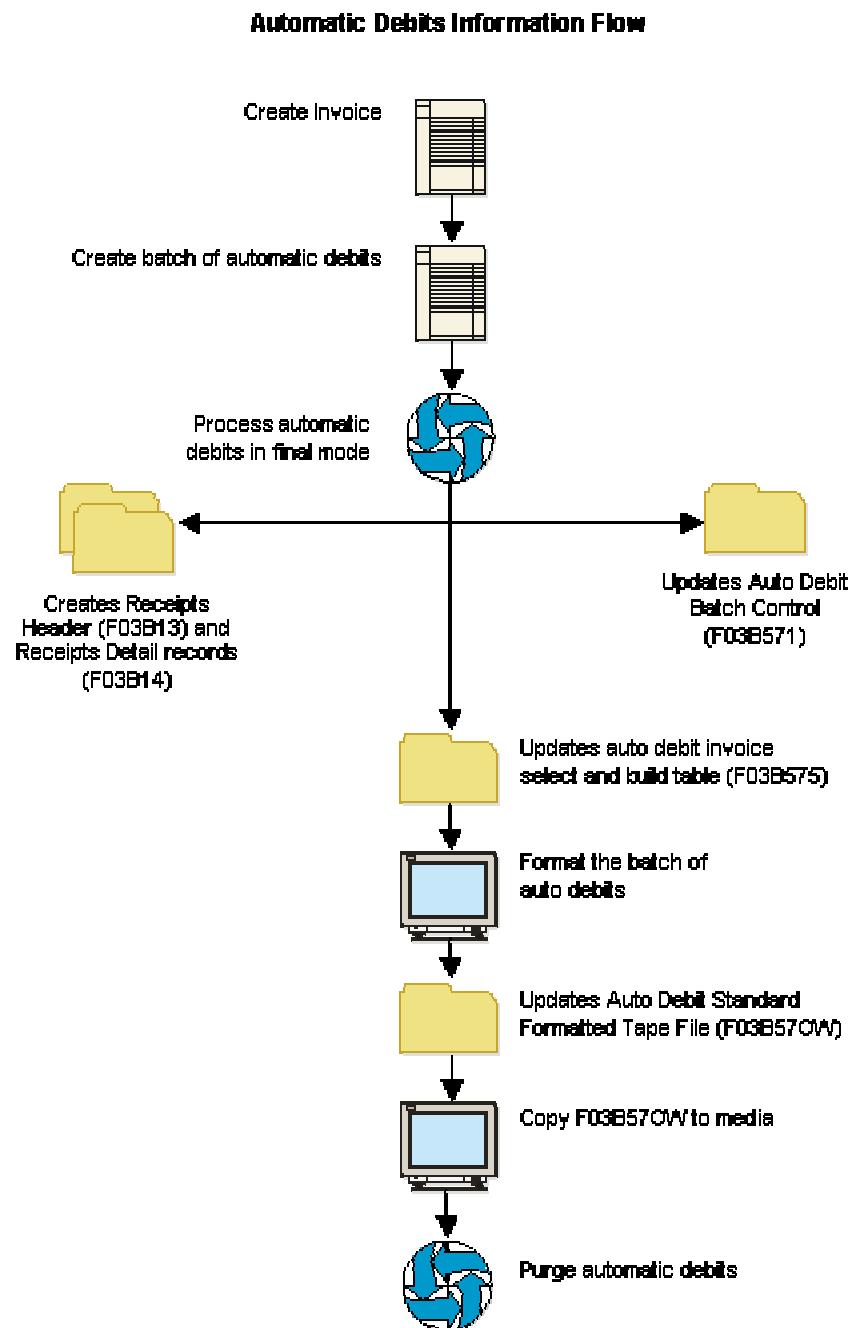 Automatic Debits Information Flow
Create Invoice
Create batch of automatic debits
Process automatic
debits in final mode
Creates Receipts
Header (F03B13) and
Receipts Detail records
(F03B14)
Updates Auto Debit
Batch Control
(F03B571)
Updates auto debit invoice
select and build table (F03B575)
Format the batch of
auto debits
Updates Auto Debit Standard
Formatted Tape File (F03B57OW)
Copy F03B57OW to media
Purge automatic debits